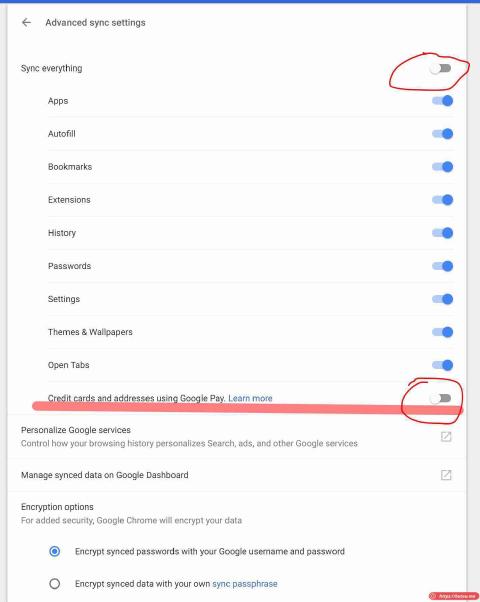 Advanced sync settings
Sync everything
Apps
Autofill
Bookmarks
Extensions
History
Passwords
Settings
Themes & Wallpapers
Open Tabs
Credit cards and addresses using Google Pay. Learn more
Personalize Google services
Control how your browsing history personalizes Search, ads, and other Google services
Manage synced data on Google Dashboard
Encryption options
For added security, Google Chrome will encrypt your data
Encrypt synced passwords with your Google username and password
Encrypt synced data with your own sync passphrase